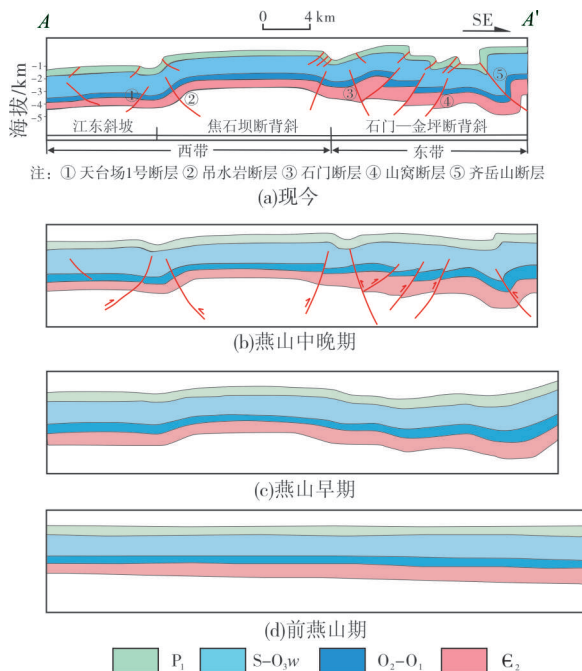 A 0 4 km SE A'
海拔/km
-1
-2
-3
-4
-5
① ② ③ ④ ⑤
江东斜坡 焦石坝断背斜 石门—金坪断背斜
西带 东带
注：① 天台场1号断层 ② 吊水岩断层 ③ 石门断层 ④ 山窝断层 ⑤ 齐岳山断层
(a)现今
(b)燕山中晚期
(c)燕山早期
(d)前燕山期
P₁ S-O₃w O₂-O₁ Є₂